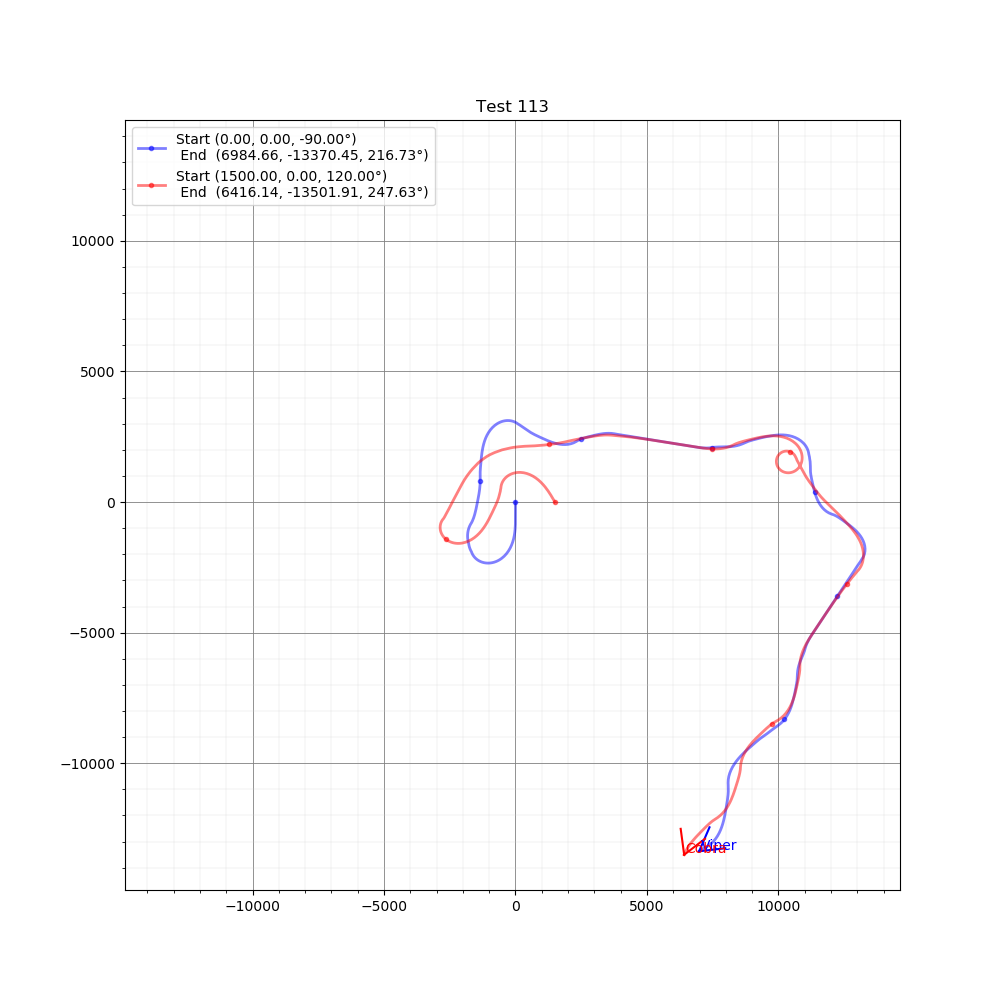 Test 113
Start (0.00, 0.00, -90.00°)
End (6984.66, -13370.45, 216.73°)
Start (1500.00, 0.00, 120.00°)
End (6416.14, -13501.91, 247.63°)
10000
5000
0
−5000
−10000
Viper
Cobra
−10000 −5000 0 5000 10000